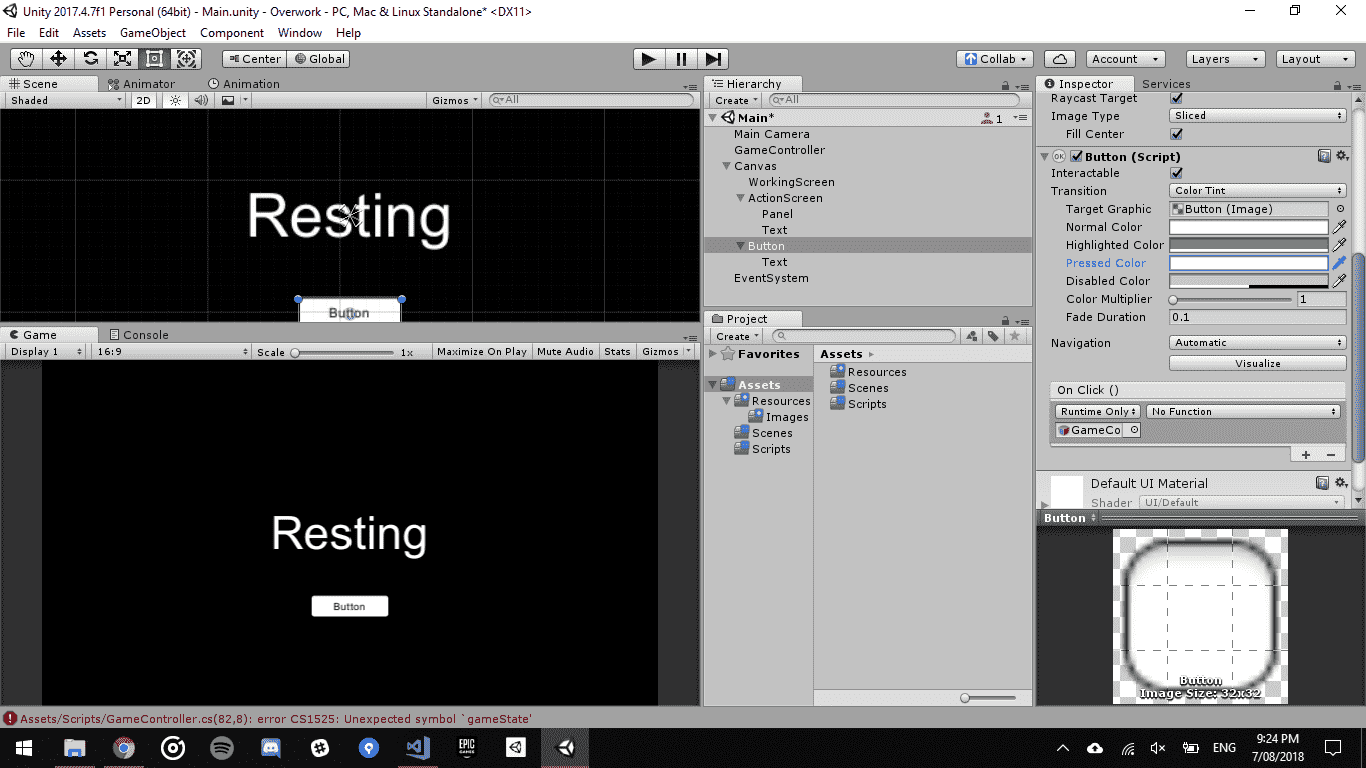 Unity 2017.4.7f1 Personal (64bit) - Main.unity - Overwork - PC, Mac & Linux Standalone* <DX11>
File Edit Assets GameObject Component Window Help
Center Global Collab Account Layers Layout
Scene Animator Animation
Shaded 2D Gizmos All
Resting
Button
Game Console
Display 1 16:9 Scale 1x Maximize On Play Mute Audio Stats Gizmos
Resting
Button
Hierarchy
Create All
Main* 1
Main Camera
GameController
Canvas
WorkingScreen
ActionScreen
Panel
Text
Button
Text
EventSystem
Project
Create
Favorites
Assets
Resources
Images
Scenes
Scripts
Assets
Resources
Scenes
Scripts
Inspector Services
Raycast Target
Image Type Sliced
Fill Center
OK Button (Script)
Interactable
Transition Color Tint
Target Graphic Button (Image)
Normal Color
Highlighted Color
Pressed Color
Disabled Color
Color Multiplier 1
Fade Duration 0.1
Navigation Automatic
Visualize
On Click ()
Runtime Only No Function
GameCo
+ −
Default UI Material
Shader UI/Default
Button
Button
Image Size: 32x32
Assets/Scripts/GameController.cs(82,8): error CS1525: Unexpected symbol `gameState'
EPIC GAMES
ENG
9:24 PM
7/08/2018